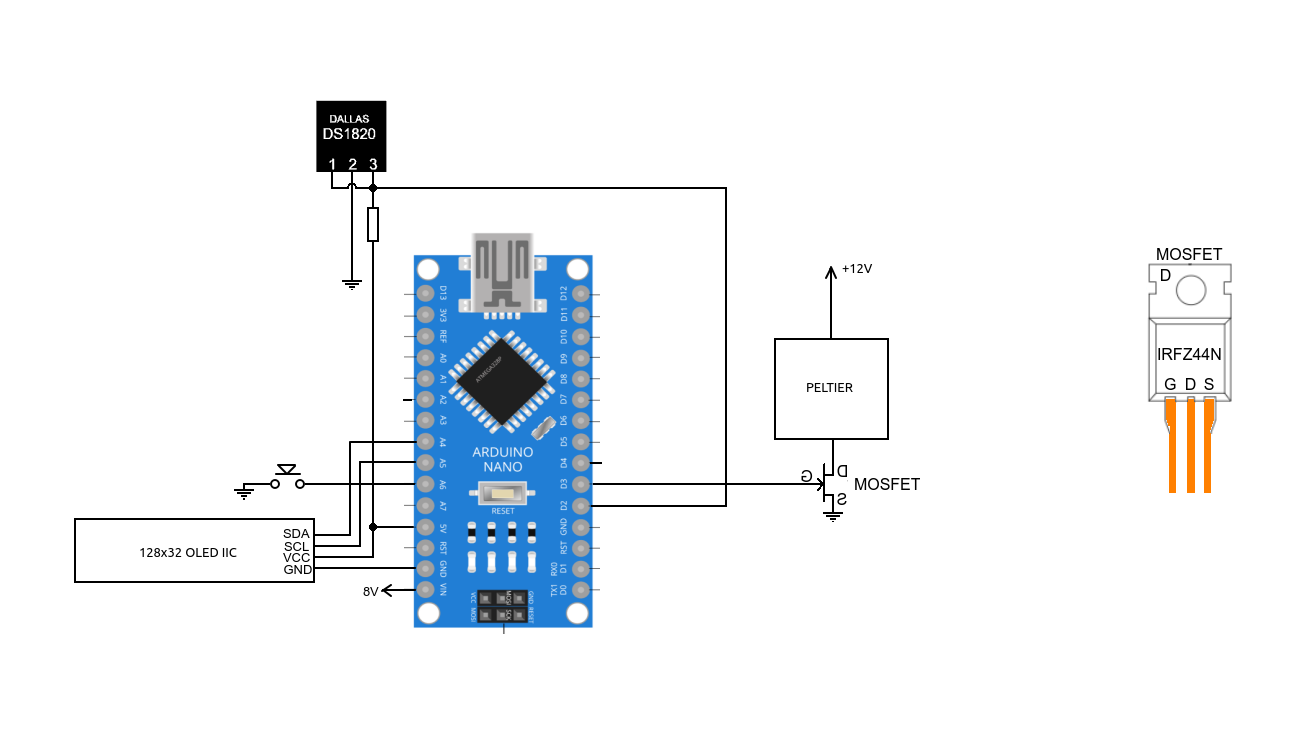 DALLAS
DS1820
1 2 3
D13
3V3
REF
A0
A1
A2
A3
A4
A5
A6
A7
5V
RST
GND
VIN
D12
D11
D10
D9
D8
D7
D6
D5
D4
D3
D2
GND
RST
RX0 D1
TX1 D0
ATMEGA328P
ARDUINO
NANO
RESET
VCC MOSI GND
MOSI SCK RESET
SDA
SCL
VCC
GND
128x32 OLED IIC
8V
+12V
PELTIER
G
D
S
MOSFET
MOSFET
D
IRFZ44N
G D S